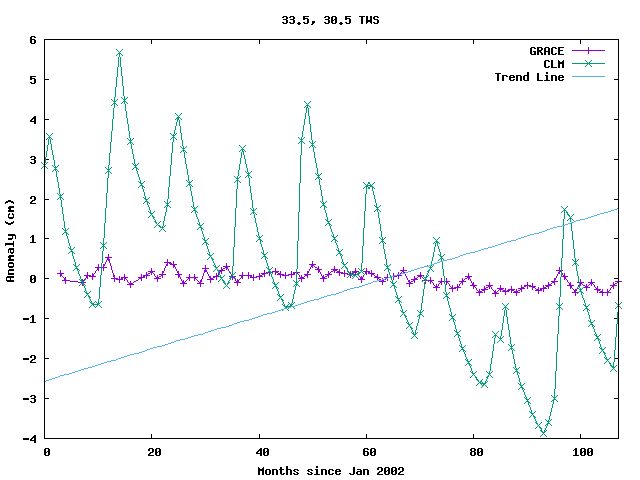 33.5, 30.5 TWS
GRACE
CLM
Trend Line
Anomaly (cm)
6
5
4
3
2
1
0
-1
-2
-3
-4
0 20 40 60 80 100
Months since Jan 2002